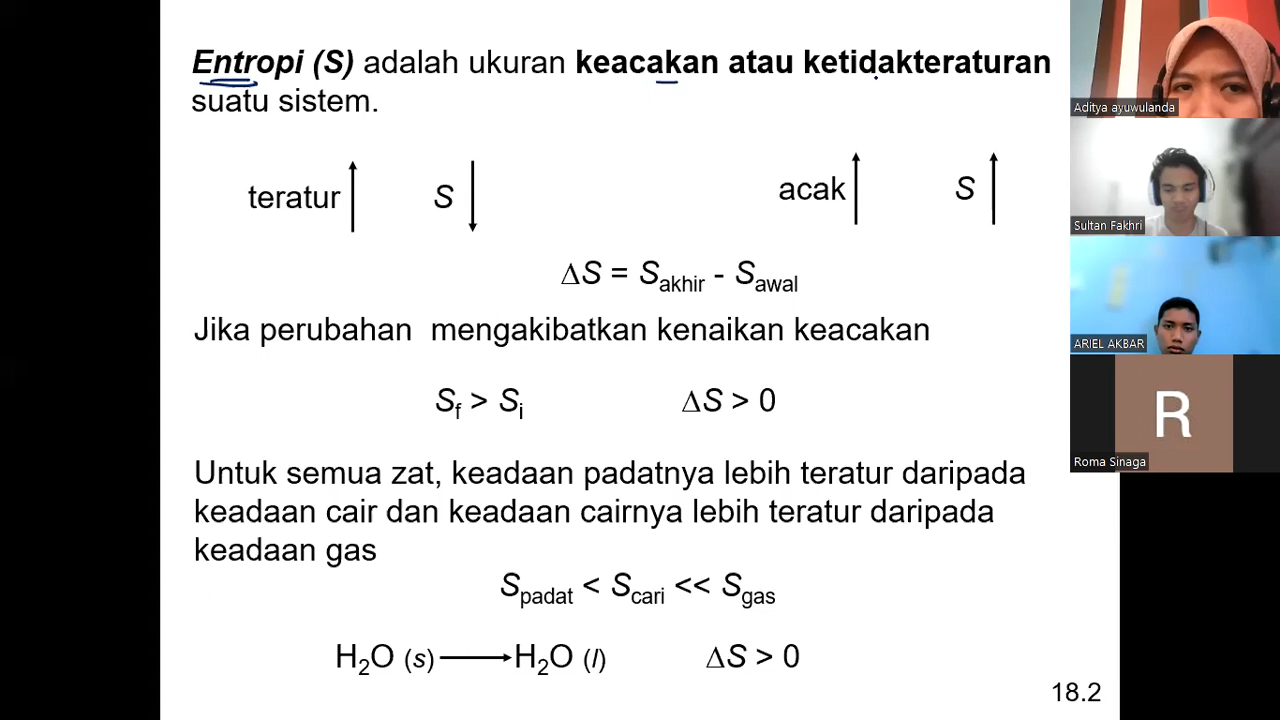 Entropi (S) adalah ukuran keacakan atau ketidakteraturan
suatu sistem.
teratur S acak S
ΔS = Sakhir - Sawal
Jika perubahan mengakibatkan kenaikan keacakan
Sf > Si ΔS > 0
Untuk semua zat, keadaan padatnya lebih teratur daripada
keadaan cair dan keadaan cairnya lebih teratur daripada
keadaan gas
Spadat < Scari << Sgas
H2O (s) → H2O (l) ΔS > 0
18.2
Aditya ayuwulanda
Sultan Fakhri
ARIEL AKBAR
R
Roma Sinaga